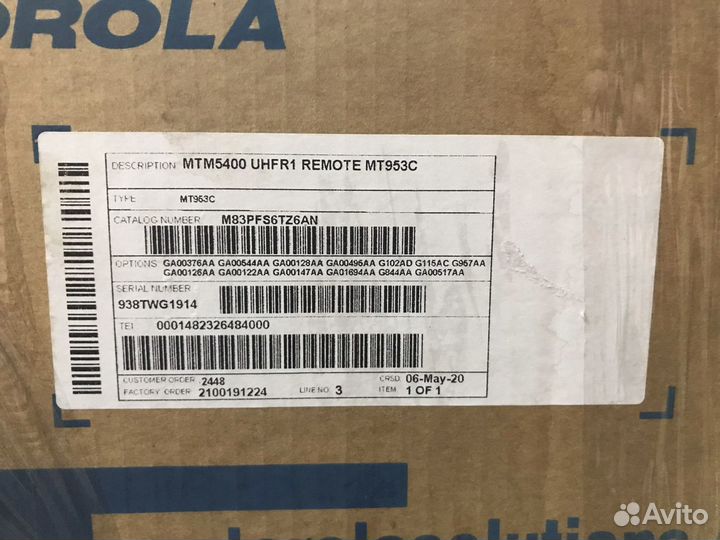 OROLA
DESCRIPTION MTM5400 UHFR1 REMOTE MT953C
TYPE MT953C
CATALOG NUMBER M83PFS6TZ6AN
OPTIONS GA00376AA GA00544AA GA00128AA GA00495AA G102AD G115AC G957AA
GA00126AA GA00122AA GA00147AA GA01694AA G844AA GA00517AA
SERIAL NUMBER
938TWG1914
TEI 0001482326484000
CUSTOMER ORDER 2448 CRSD 06-May-20
FACTORY ORDER 2100191224 LINE NO. 3 ITEM 1 OF 1
Avito